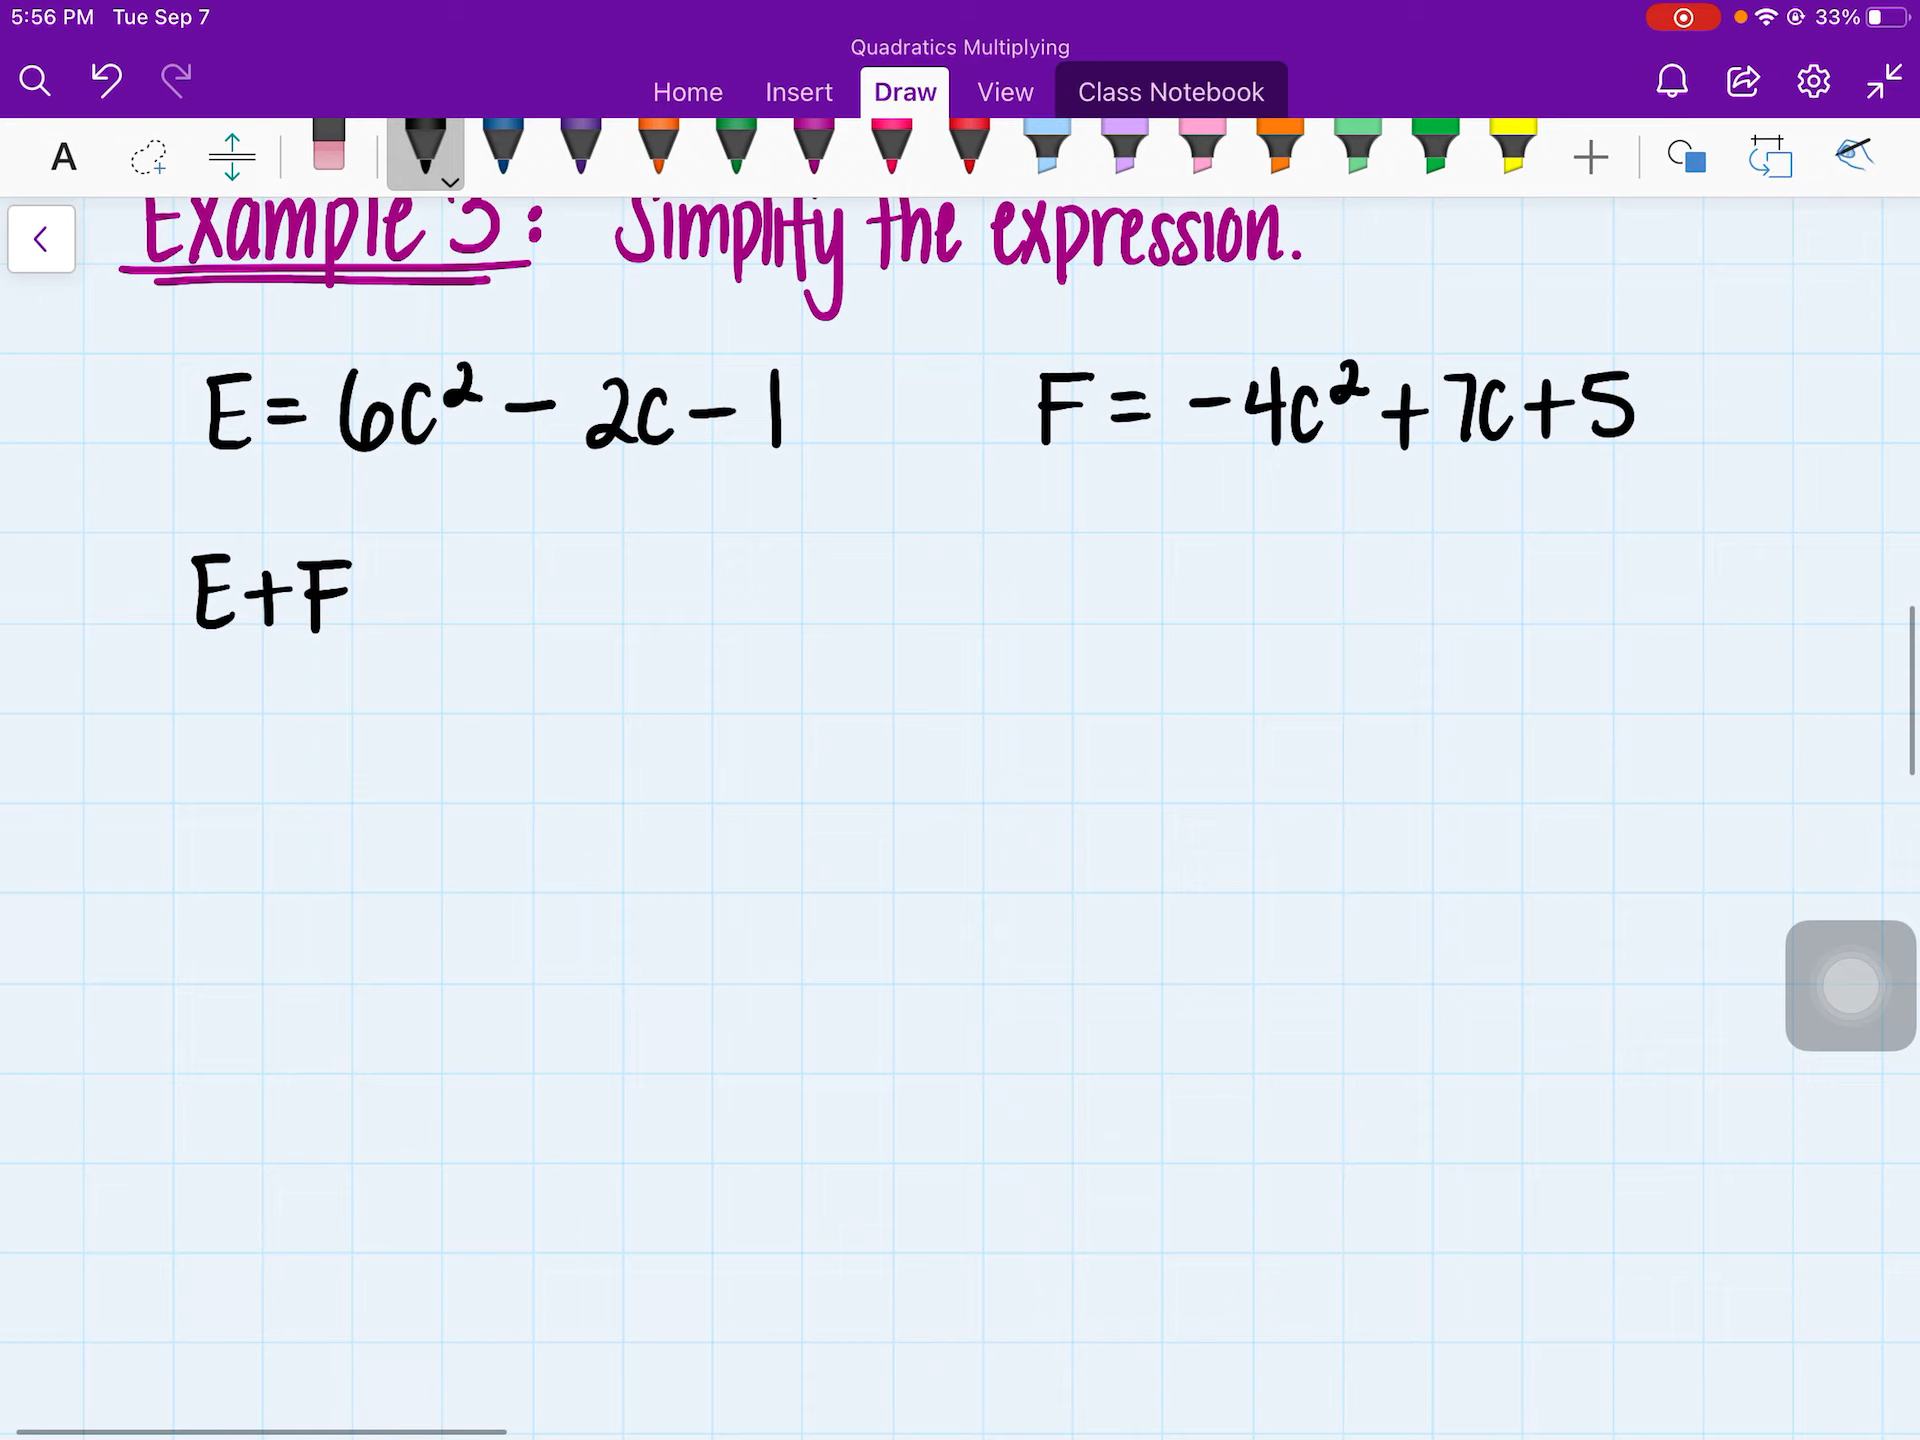 5:56 PM Tue Sep 7
33%
Quadratics Multiplying
Home Insert Draw View Class Notebook
A
Example 3: Simplify the expression.
E = 6c² - 2c - 1
F = -4c² + 7c + 5
E + F